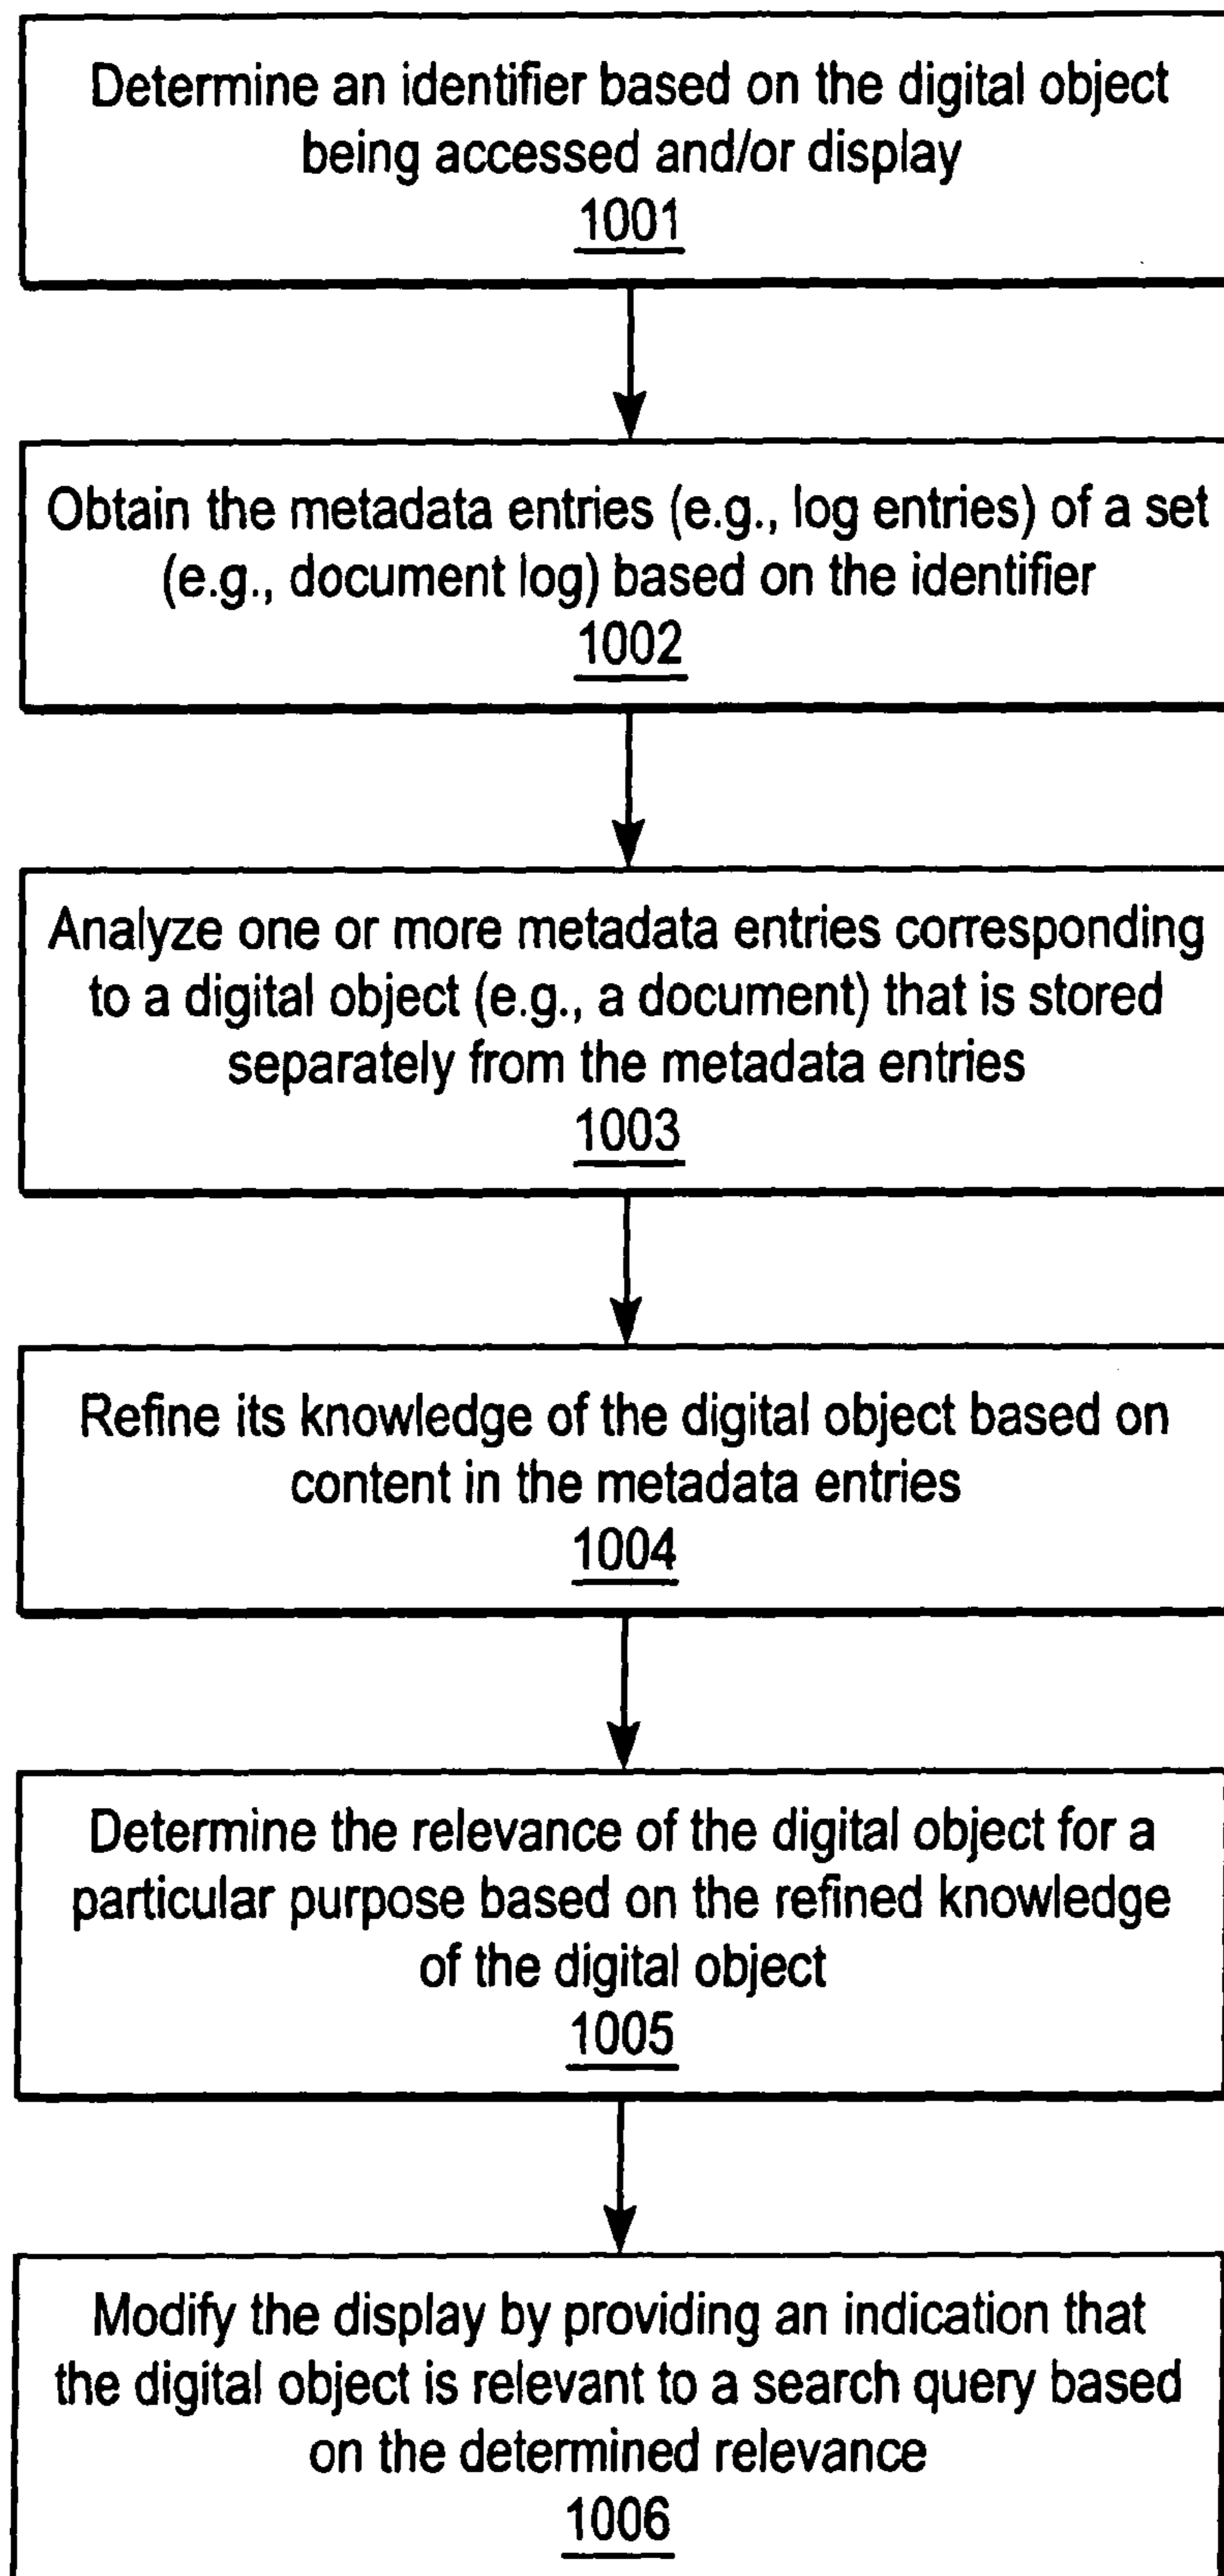 Determine an identifier based on the digital object
being accessed and/or display
1001
Obtain the metadata entries (e.g., log entries) of a set
(e.g., document log) based on the identifier
1002
Analyze one or more metadata entries corresponding
to a digital object (e.g., a document) that is stored
separately from the metadata entries
1003
Refine its knowledge of the digital object based on
content in the metadata entries
1004
Determine the relevance of the digital object for a
particular purpose based on the refined knowledge
of the digital object
1005
Modify the display by providing an indication that
the digital object is relevant to a search query based
on the determined relevance
1006